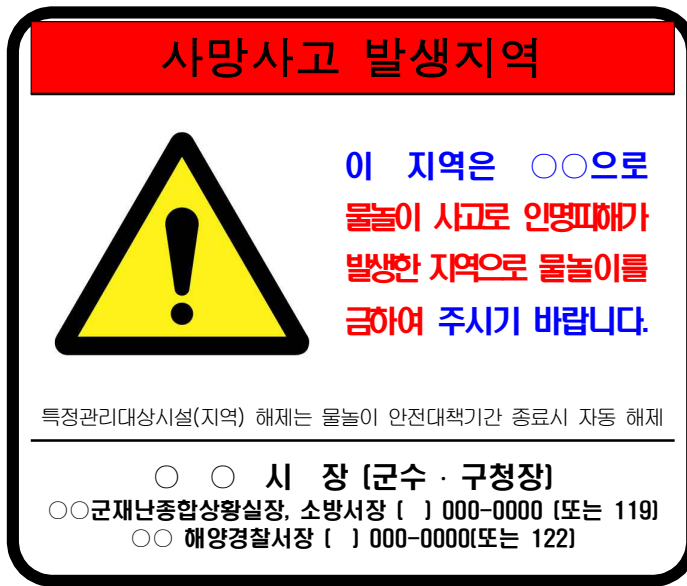 사망사고 발생지역
이 지역은 ○○으로
물놀이 사고로 인명피해가
발생한 지역으로 물놀이를
금하여 주시기 바랍니다.
특정관리대상시설(지역) 해제는 물놀이 안전대책기간 종료시 자동 해제
○ ○ 시 장 (군수 · 구청장)
○○군재난종합상황실장, 소방서장 ( ) 000-0000 (또는 119)
○○ 해양경찰서장 ( ) 000-0000(또는 122)